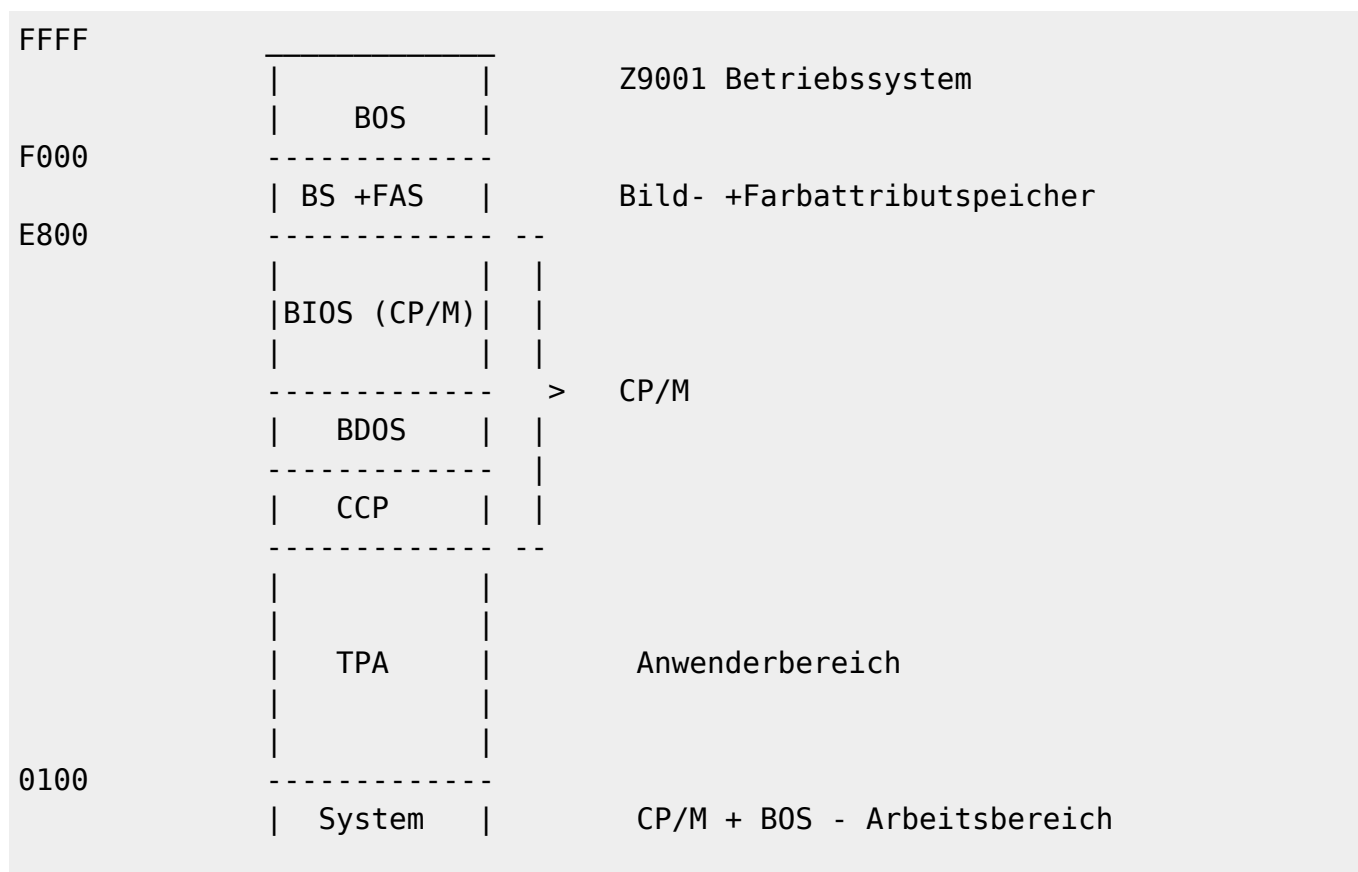 FFFF          _____________
              |           |       Z9001 Betriebssystem
              |    BOS    |
F000          -------------
              | BS +FAS   |       Bild- +Farbattributspeicher
E800          ------------- --
              |           |  |
              |BIOS (CP/M)|  |
              |           |  |
              -------------   >   CP/M
              |   BDOS    |  |
              -------------  |
              |   CCP     |  |
              ------------- --
              |           |
              |           |
              |   TPA     |        Anwenderbereich
              |           |
              |           |
0100          -------------
              |  System   |        CP/M + BOS - Arbeitsbereich